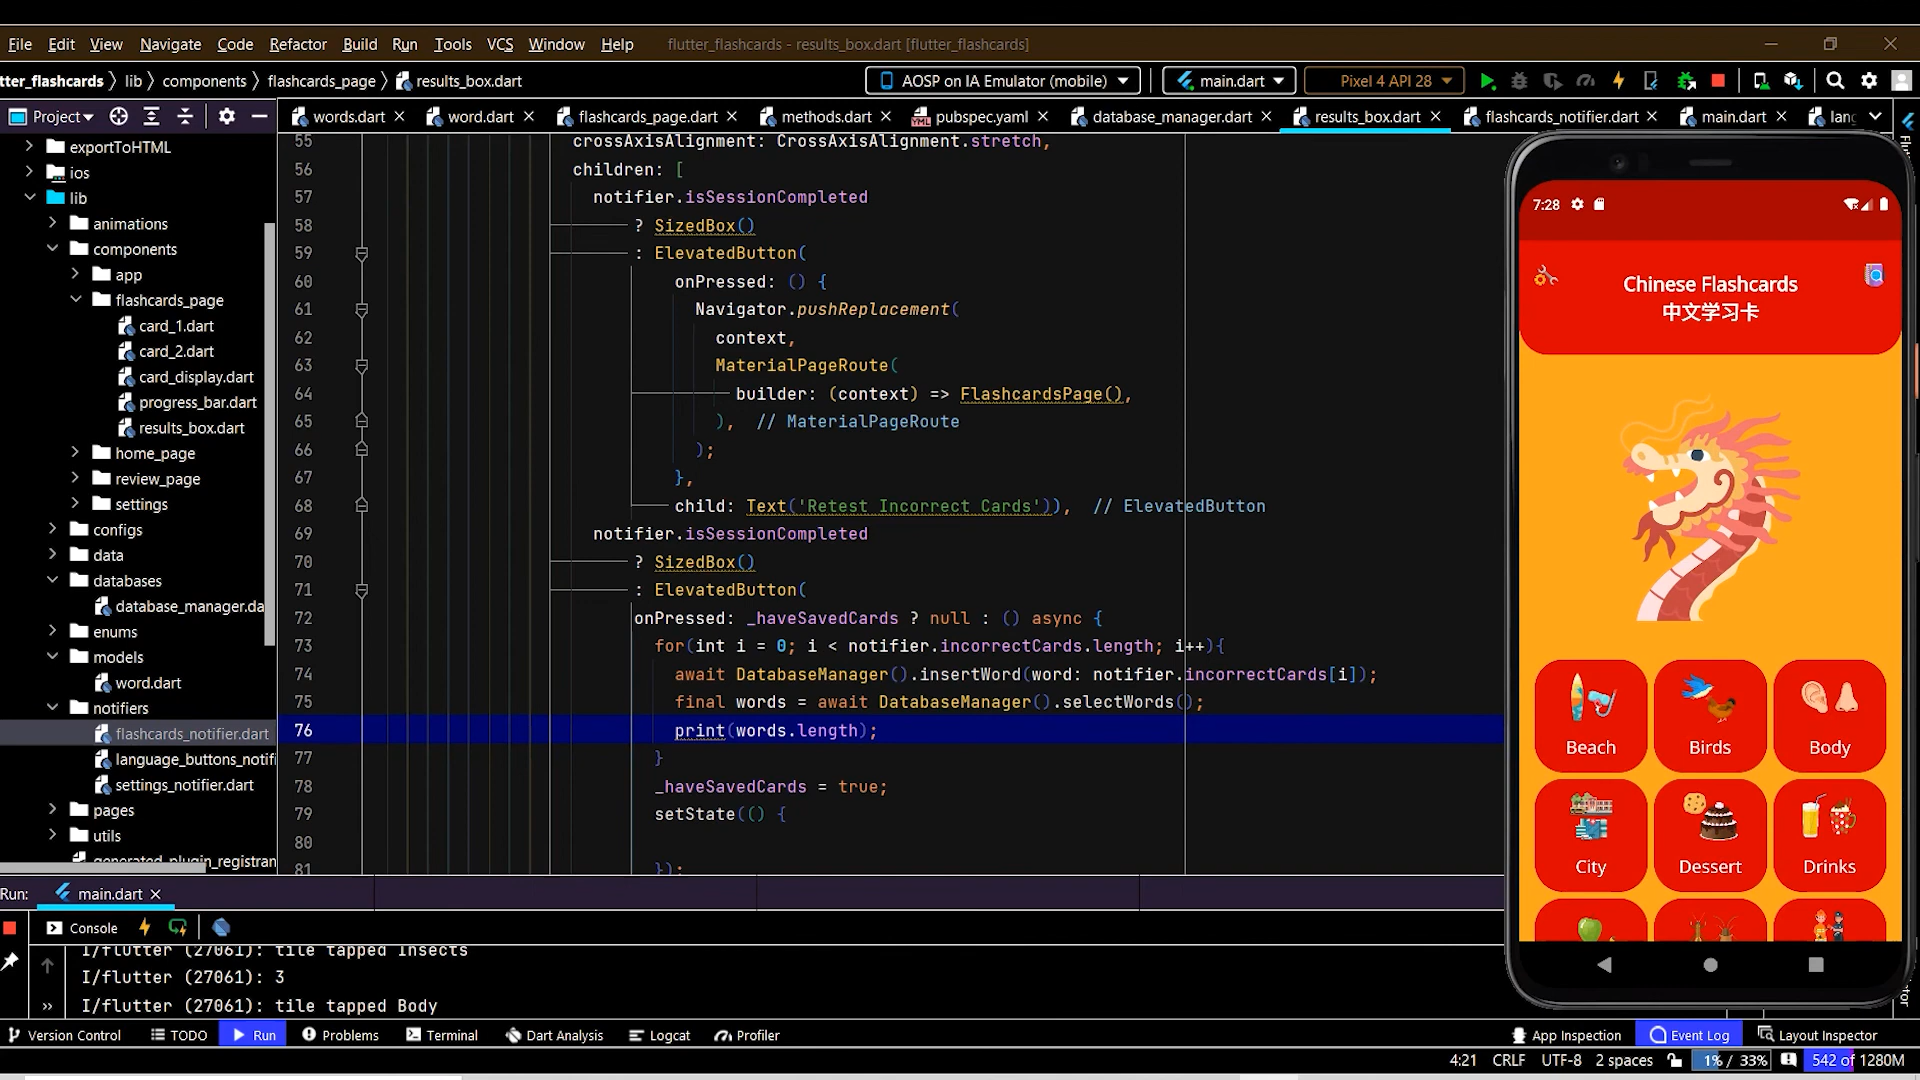 File Edit View Navigate Code Refactor Build Run Tools VCS Window Help flutter_flashcards - results_box.dart [flutter_flashcards]
tter_flashcards lib components flashcards_page results_box.dart AOSP on IA Emulator (mobile) main.dart Pixel 4 API 28
Project words.dart word.dart flashcards_page.dart methods.dart pubspec.yaml database_manager.dart results_box.dart flashcards_notifier.dart main.dart lang
exportToHTML
ios
lib
animations
components
app
flashcards_page
card_1.dart
card_2.dart
card_display.dart
progress_bar.dart
results_box.dart
home_page
review_page
settings
configs
data
databases
database_manager.da
enums
models
word.dart
notifiers
flashcards_notifier.dart
language_buttons_notifi
settings_notifier.dart
pages
utils
generated_plugin_registran
55 crossAxisAlignment: CrossAxisAlignment.stretch,
56 children: [
57 notifier.isSessionCompleted
58 ? SizedBox()
59 : ElevatedButton(
60 onPressed: () {
61 Navigator.pushReplacement(
62 context,
63 MaterialPageRoute(
64 builder: (context) => FlashcardsPage(),
65 ), // MaterialPageRoute
66 );
67 },
68 child: Text('Retest Incorrect Cards')), // ElevatedButton
69 notifier.isSessionCompleted
70 ? SizedBox()
71 : ElevatedButton(
72 onPressed: _haveSavedCards ? null : () async {
73 for(int i = 0; i < notifier.incorrectCards.length; i++){
74 await DatabaseManager().insertWord(word: notifier.incorrectCards[i]);
75 final words = await DatabaseManager().selectWords();
76 print(words.length);
77 }
78 _haveSavedCards = true;
79 setState(() {
80
81 });
7:28
Chinese Flashcards
中文学习卡
Beach Birds Body
City Dessert Drinks
Run: main.dart
Console
I/flutter (27061): tile tapped Insects
I/flutter (27061): 3
I/flutter (27061): tile tapped Body
Version Control TODO Run Problems Terminal Dart Analysis Logcat Profiler App Inspection Event Log Layout Inspector
4:21 CRLF UTF-8 2 spaces 1% / 33% 542 of 1280M